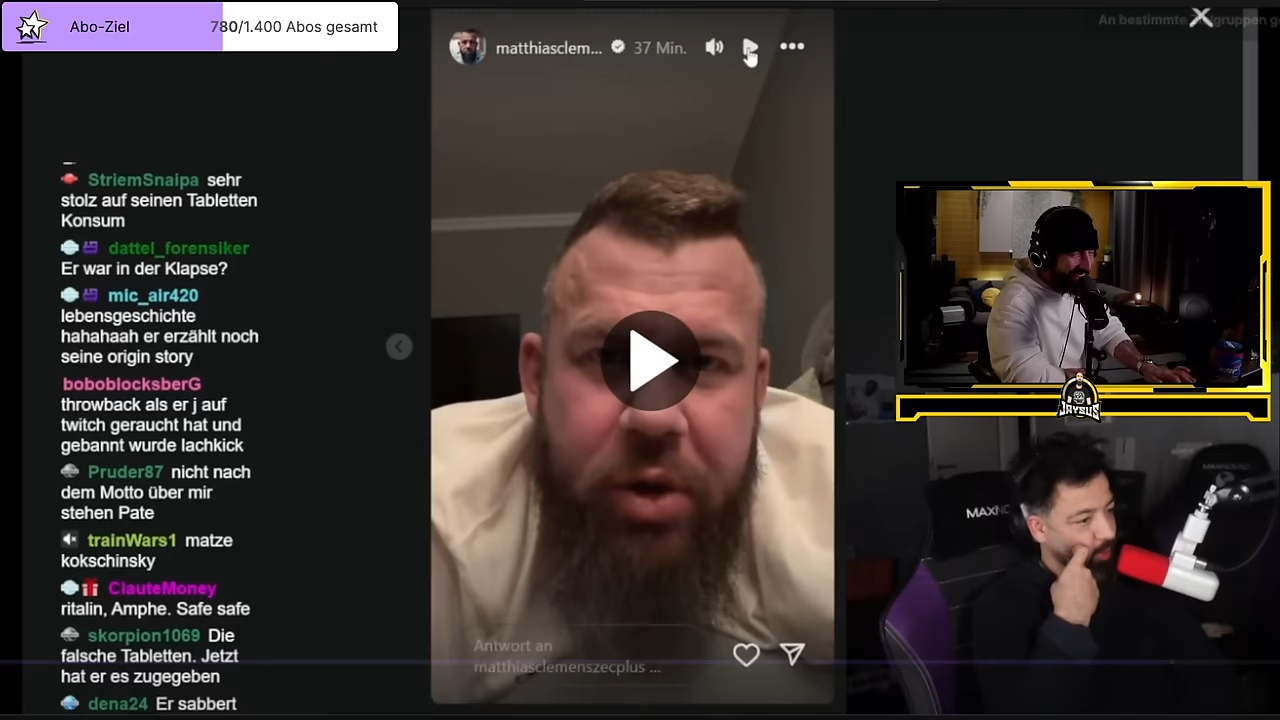 Abo-Ziel
780/1.400 Abos gesamt
An bestimmte
matthiasclem... 37 Min.
StriemSnaipa sehr
stolz auf seinen Tabletten
Konsum
dattel_forensiker
Er war in der Klapse?
mic_air420
lebensgeschichte
hahahaah er erzählt noch
seine origin story
boboblocksberG
throwback als er j auf
twitch geraucht hat und
gebannt wurde lachkick
Pruder87 nicht nach
dem Motto über mir
stehen Pate
trainWars1 matze
kokschinsky
ClauteMoney
ritalin, Amphe. Safe safe
skorpion1069 Die
falsche Tabletten. Jetzt
hat er es zugegeben
dena24 Er sabbert
Antwort an
matthiasclemenszecplus ...
JAYSUS